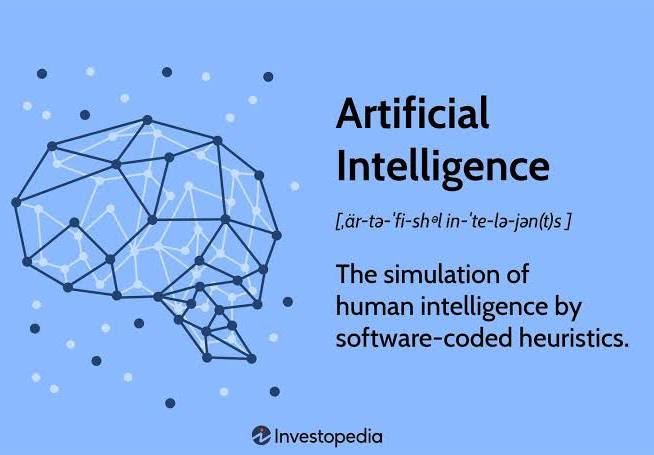 Artificial
Intelligence
[ˌär-tə-ˈfi-shᵊl in-ˈte-lə-jən(t)s ]
The simulation of
human intelligence by
software-coded heuristics.
Investopedia